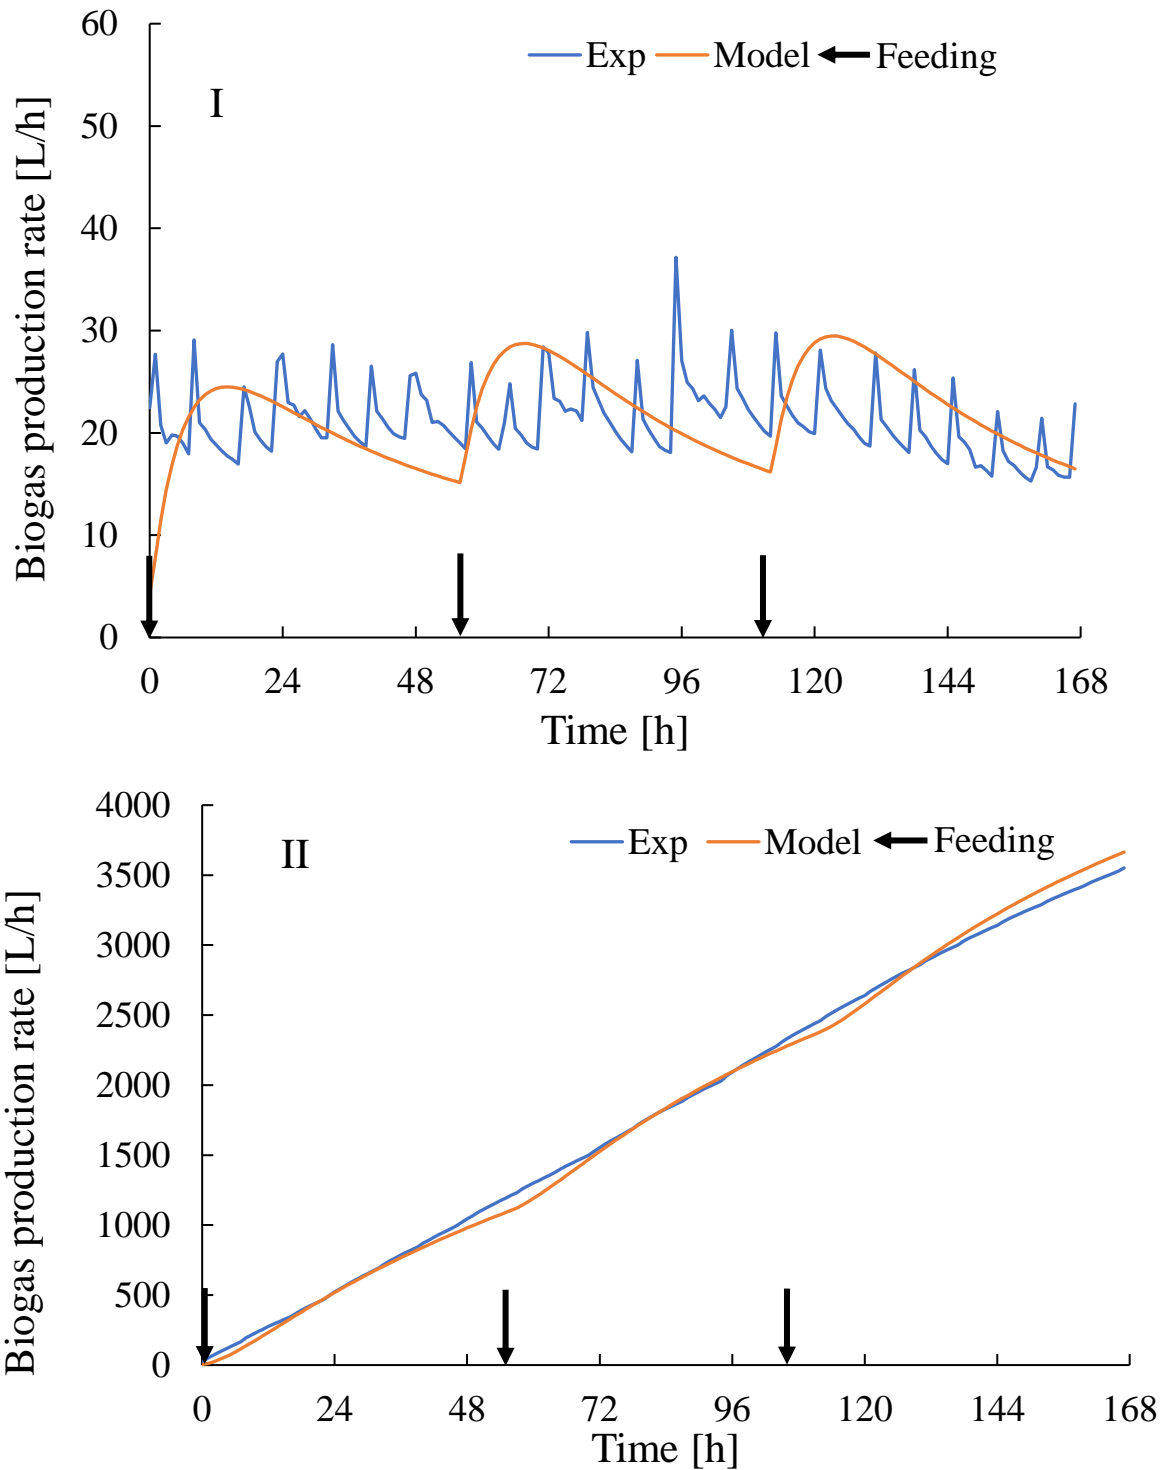 60
Exp Model Feeding
I
50
40
30
20
10
0
Biogas production rate [L/h]
0 24 48 72 96 120 144 168
Time [h]
4000
Exp Model Feeding
II
3500
3000
2500
2000
1500
1000
500
0
Biogas production rate [L/h]
0 24 48 72 96 120 144 168
Time [h]